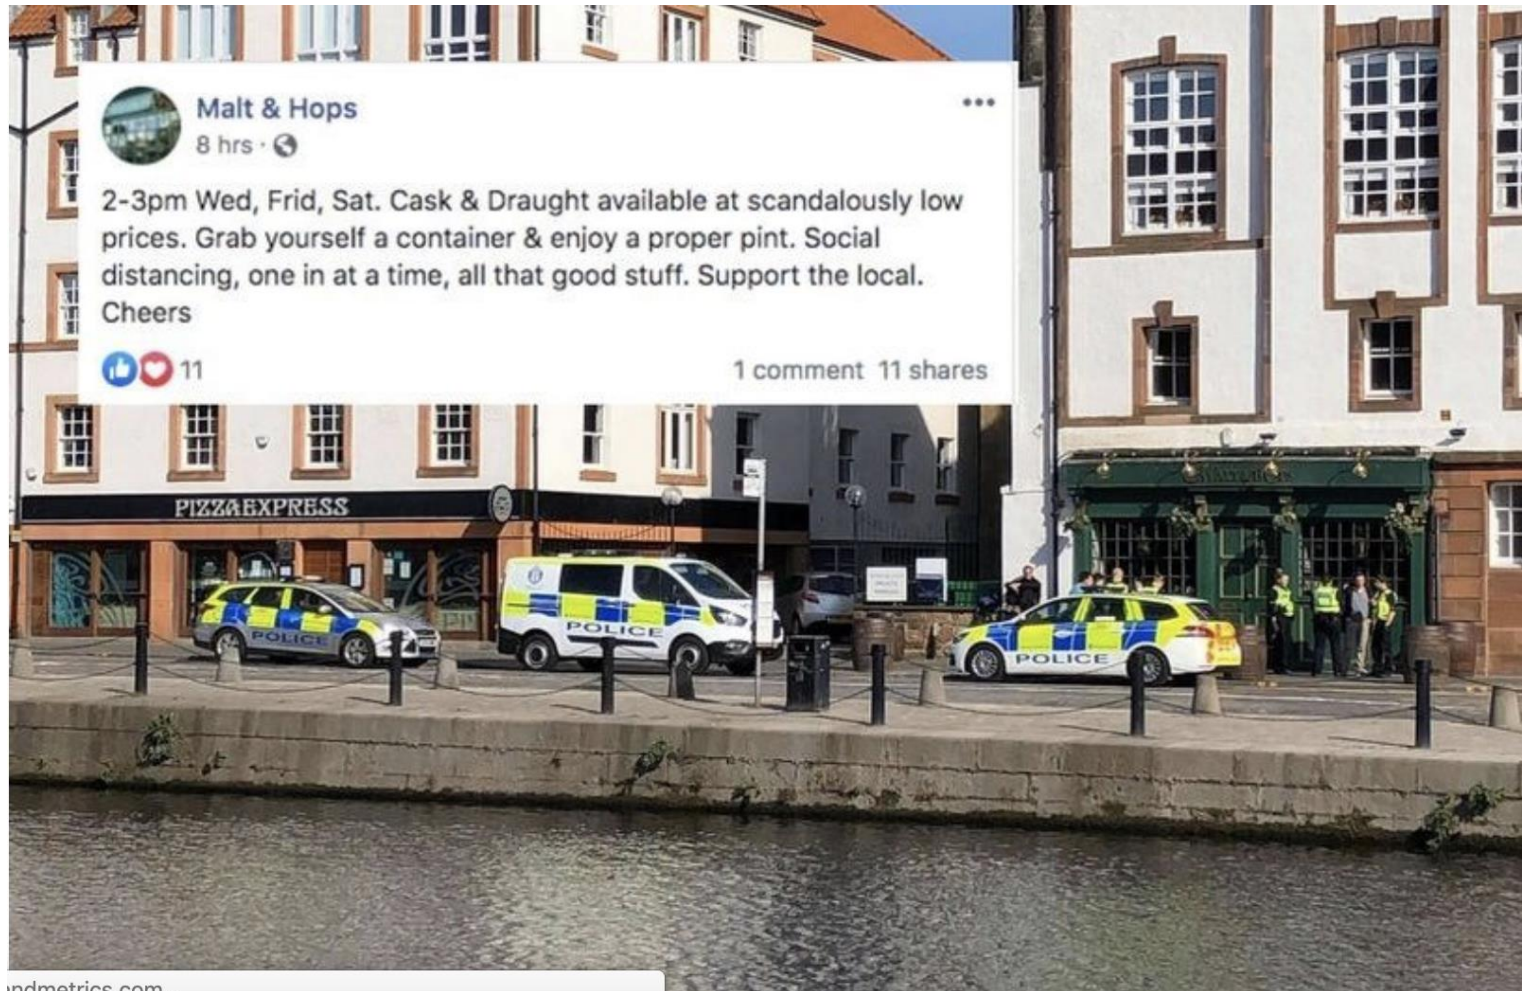 Malt & Hops
8 hrs ·
2-3pm Wed, Frid, Sat. Cask & Draught available at scandalously low
prices. Grab yourself a container & enjoy a proper pint. Social
distancing, one in at a time, all that good stuff. Support the local.
Cheers
11
1 comment 11 shares
PIZZAEXPRESS
POLICE
POLICE
POLICE
ndmetrics.com